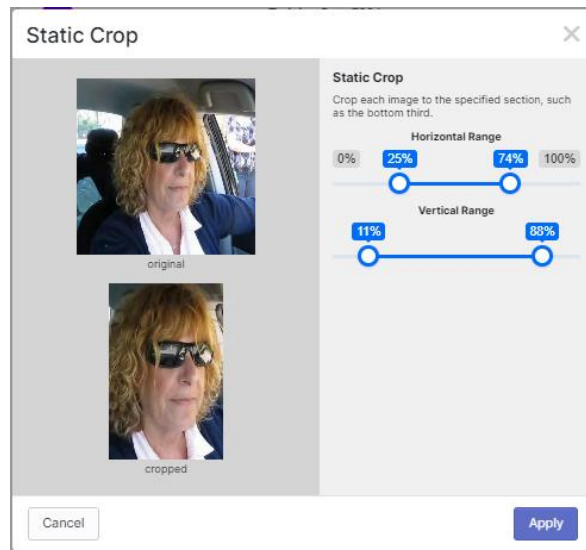 Static Crop
original
cropped
Static Crop
Crop each image to the specified section, such
as the bottom third.
Horizontal Range
0% 25% 74% 100%
Vertical Range
11% 88%
Cancel
Apply